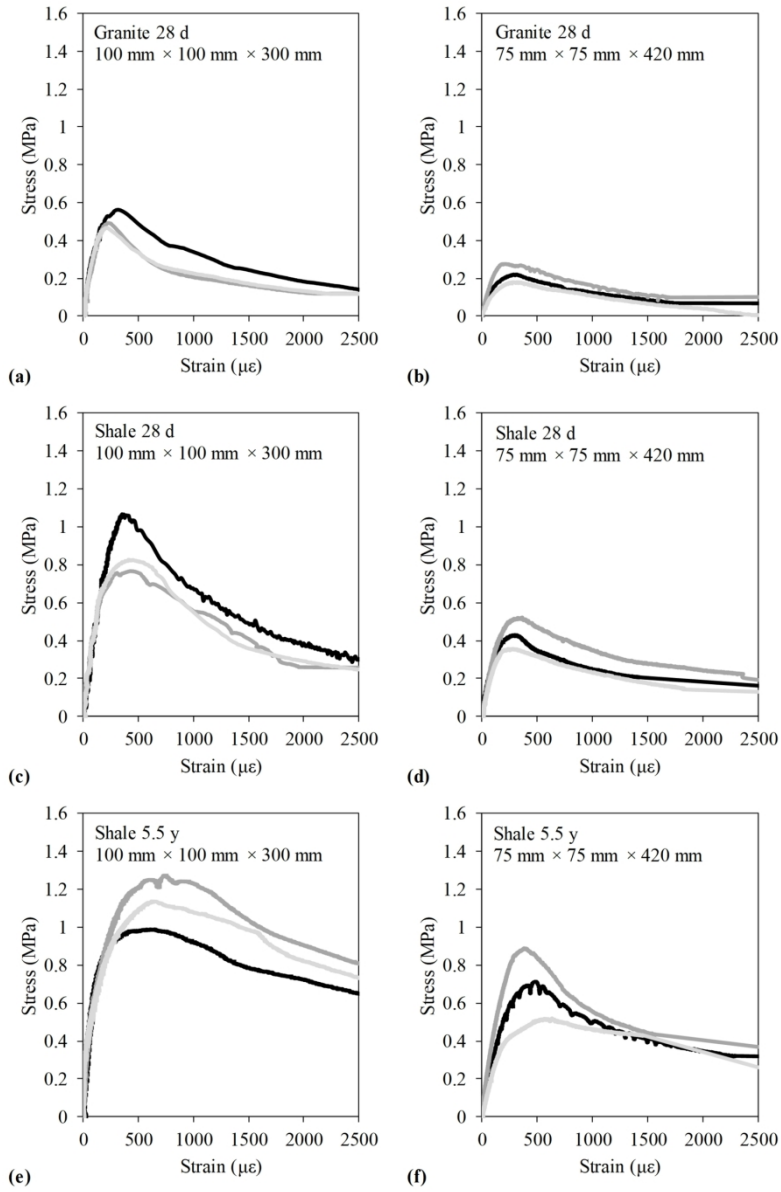 Granite 28 d
100 mm × 100 mm × 300 mm
Stress (MPa)
1.6
1.4
1.2
1
0.8
0.6
0.4
0.2
0
0 500 1000 1500 2000 2500
Strain (με)
(a)
Granite 28 d
75 mm × 75 mm × 420 mm
Stress (MPa)
1.6
1.4
1.2
1
0.8
0.6
0.4
0.2
0
0 500 1000 1500 2000 2500
Strain (με)
(b)
Shale 28 d
100 mm × 100 mm × 300 mm
Stress (MPa)
1.6
1.4
1.2
1
0.8
0.6
0.4
0.2
0
0 500 1000 1500 2000 2500
Strain (με)
(c)
Shale 28 d
75 mm × 75 mm × 420 mm
Stress (MPa)
1.6
1.4
1.2
1
0.8
0.6
0.4
0.2
0
0 500 1000 1500 2000 2500
Strain (με)
(d)
Shale 5.5 y
100 mm × 100 mm × 300 mm
Stress (MPa)
1.6
1.4
1.2
1
0.8
0.6
0.4
0.2
0
0 500 1000 1500 2000 2500
Strain (με)
(e)
Shale 5.5 y
75 mm × 75 mm × 420 mm
Stress (MPa)
1.6
1.4
1.2
1
0.8
0.6
0.4
0.2
0
0 500 1000 1500 2000 2500
Strain (με)
(f)